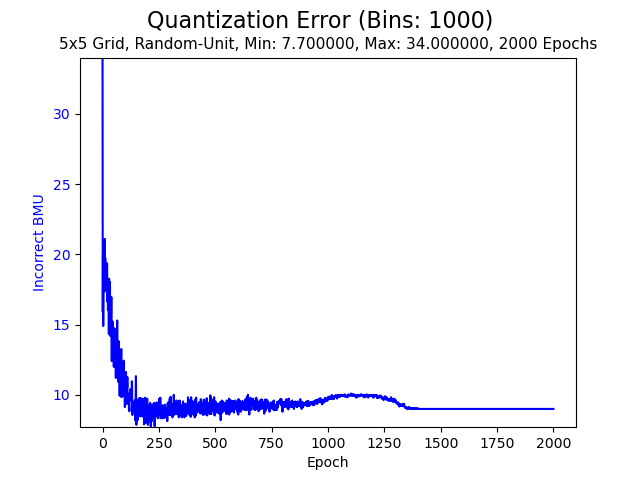 Quantization Error (Bins: 1000)
5x5 Grid, Random-Unit, Min: 7.700000, Max: 34.000000, 2000 Epochs
30
25
20
15
10
Incorrect BMU
0 250 500 750 1000 1250 1500 1750 2000
Epoch